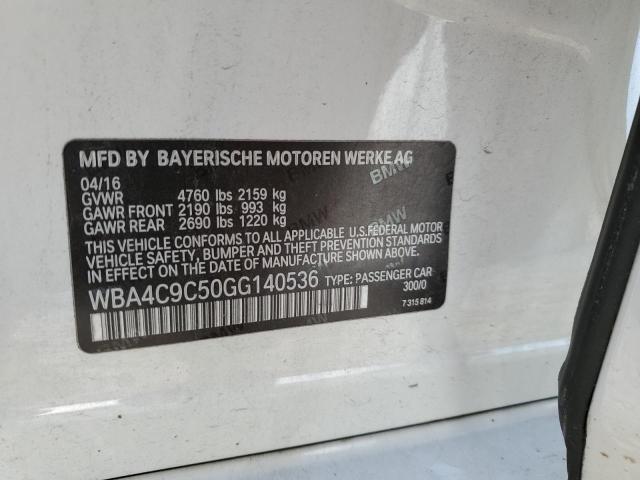 MFD BY BAYERISCHE MOTOREN WERKE AG
04/16
GVWR 4760 lbs 2159 kg
GAWR FRONT 2190 lbs 993 kg
GAWR REAR 2690 lbs 1220 kg
THIS VEHICLE CONFORMS TO ALL APPLICABLE U.S.FEDERAL MOTOR
VEHICLE SAFETY, BUMPER AND THEFT PREVENTION STANDARDS
IN EFFECT ON THE DATE OF MANUFACTURE SHOWN ABOVE.
WBA4C9C50GG140536 TYPE: PASSENGER CAR
300/0
7 315 814
BMW
BMW
BMW